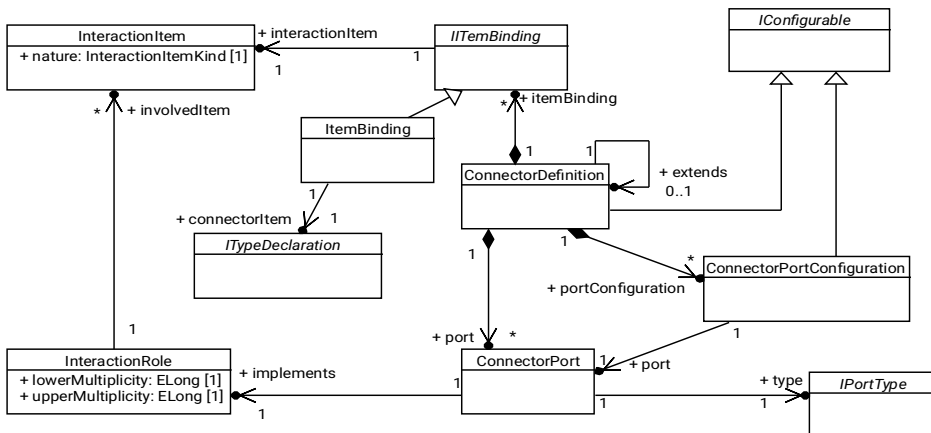 InteractionItem
+ nature: InteractionItemKind [1]
+ interactionItem
1
1
IITemBinding
IConfigurable
*
+ involvedItem
*
+ itemBinding
ItemBinding
1
1
ConnectorDefinition
+ extends
0..1
1
1
+ connectorItem
ITypeDeclaration
1
1
*
+ portConfiguration
ConnectorPortConfiguration
1
+ port
*
1
1
+ port
InteractionRole
+ lowerMultiplicity: ELong [1]
+ upperMultiplicity: ELong [1]
+ implements
1
1
ConnectorPort
1
1
+ type
IPortType